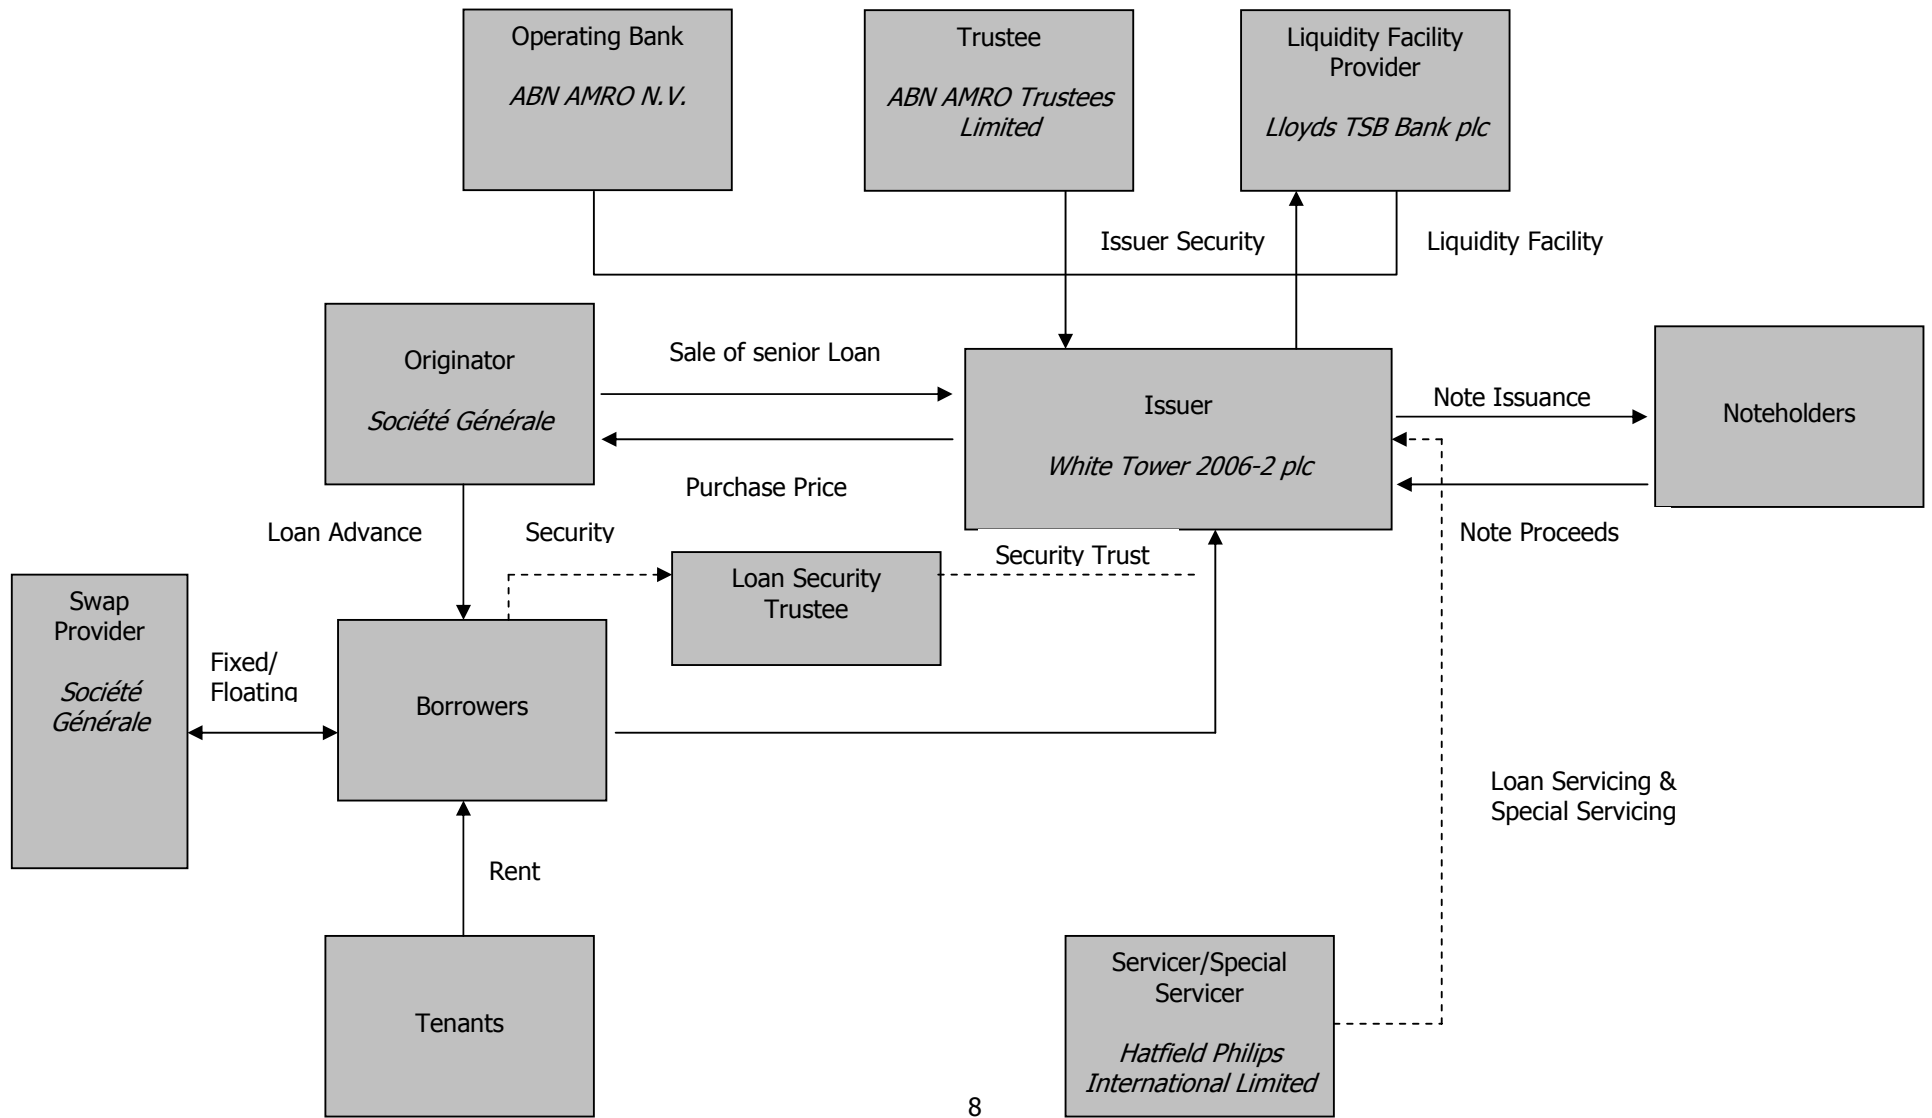 Operating Bank
ABN AMRO N.V.
Trustee
ABN AMRO Trustees
Limited
Liquidity Facility
Provider
Lloyds TSB Bank plc
Issuer Security
Liquidity Facility
Originator
Société Générale
Sale of senior Loan
Purchase Price
Issuer
White Tower 2006-2 plc
Note Issuance
Noteholders
Note Proceeds
Loan Advance
Security
Security Trust
Loan Security
Trustee
Swap
Provider
Société
Générale
Fixed/
Floating
Borrowers
Loan Servicing &
Special Servicing
Rent
Tenants
Servicer/Special
Servicer
Hatfield Philips
International Limited
8